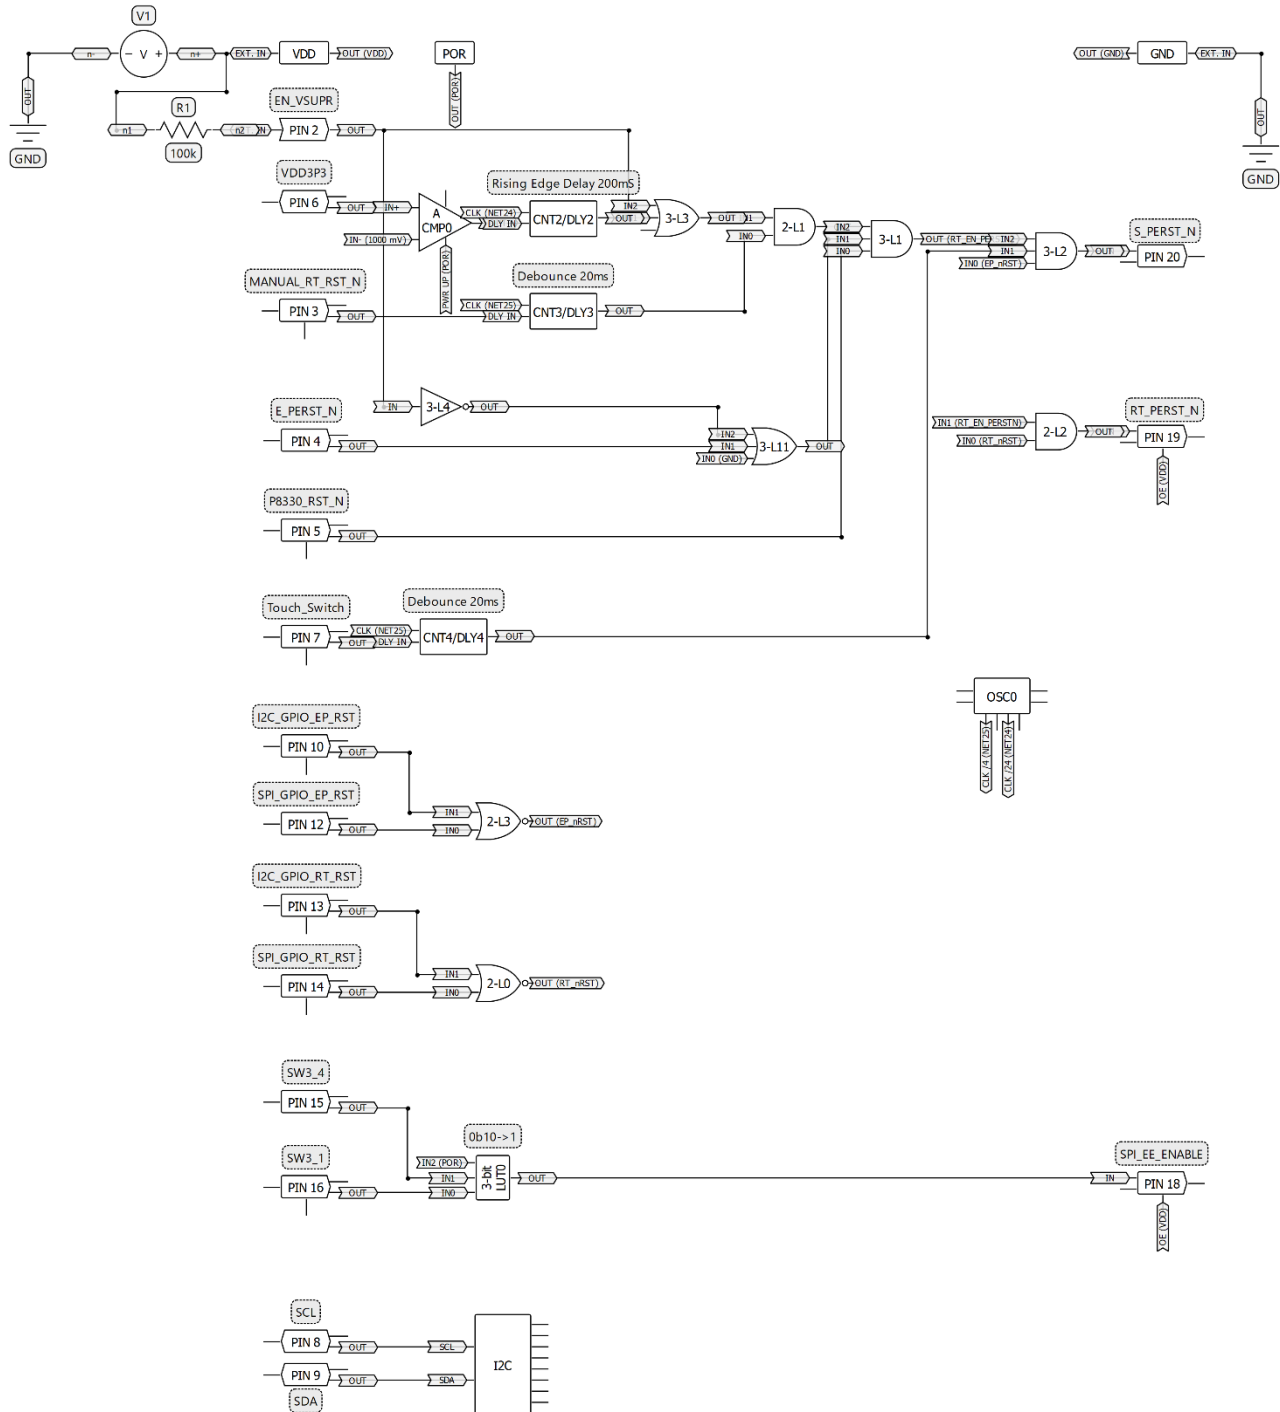 V1
n-
− V +
n+
EXT. IN
VDD
OUT (VDD)
POR
OUT (POR)
OUT (GND)
GND
EXT. IN
OUT
GND
OUT
GND
R1
n1
n2
IN
100k
EN_VSUPR
PIN 2
OUT
VDD3P3
PIN 6
OUT
IN+
IN- (1000 mV)
A
CMP0
PWR UP (POR)
Rising Edge Delay 200mS
CLK (NET24)
DLY IN
CNT2/DLY2
OUT
IN2
3-L3
OUT
IN0
2-L1
IN2
IN1
IN0
3-L1
OUT (RT_EN_PE
IN2
IN1
IN0 (EP_nRST)
3-L2
OUT
S_PERST_N
PIN 20
MANUAL_RT_RST_N
PIN 3
OUT
Debounce 20ms
CLK (NET25)
DLY IN
CNT3/DLY3
OUT
IN
3-L4
OUT
E_PERST_N
PIN 4
OUT
IN2
IN1
IN0 (GND)
3-L11
OUT
IN1 (RT_EN_PERSTN)
IN0 (RT_nRST)
2-L2
OUT
RT_PERST_N
PIN 19
OE (VDD)
P8330_RST_N
PIN 5
OUT
Touch_Switch
PIN 7
OUT
CLK (NET25)
DLY IN
Debounce 20ms
CNT4/DLY4
OUT
OSC0
CLK /4 (NET25)
CLK /24 (NET24)
I2C_GPIO_EP_RST
PIN 10
OUT
SPI_GPIO_EP_RST
PIN 12
OUT
IN1
IN0
2-L3
OUT (EP_nRST)
I2C_GPIO_RT_RST
PIN 13
OUT
SPI_GPIO_RT_RST
PIN 14
OUT
IN1
IN0
2-L0
OUT (RT_nRST)
SW3_4
PIN 15
OUT
SW3_1
PIN 16
OUT
0b10->1
IN2 (POR)
IN1
IN0
3-bit
LUT0
OUT
SPI_EE_ENABLE
IN
PIN 18
OE (VDD)
SCL
PIN 8
OUT
SCL
PIN 9
OUT
SDA
I2C
SDA